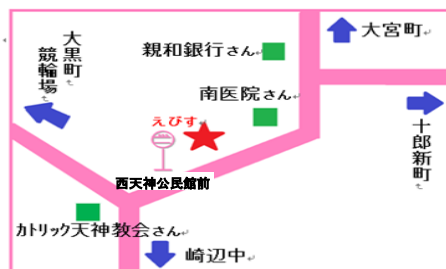 大宮町
親和銀行さん
大黒町
競輪場
南医院さん
十郎新町
えびす
西天神公民館前
カトリック天神教会さん
崎辺中